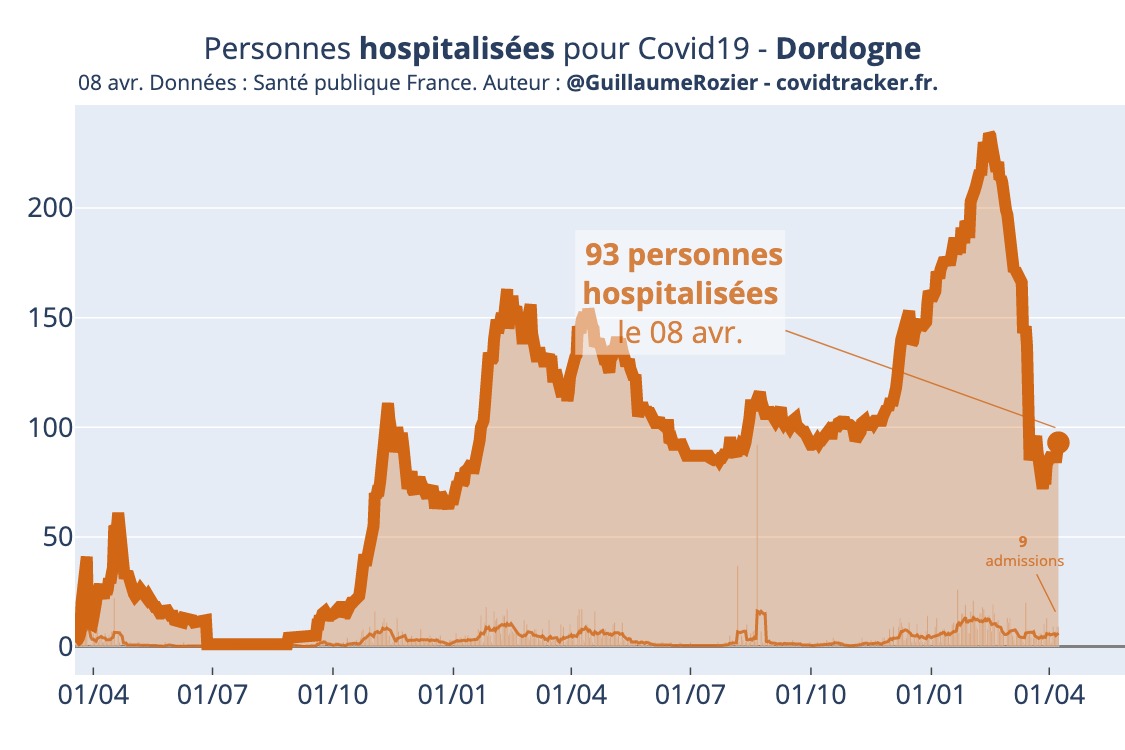 Personnes hospitalisées pour Covid19 - Dordogne
08 avr. Données : Santé publique France. Auteur : @GuillaumeRozier - covidtracker.fr.
200
93 personnes
hospitalisées
150
le 08 avr.
100
50
9
admissions
0
01/04 01/07 01/10 01/01 01/04 01/07 01/10 01/01 01/04